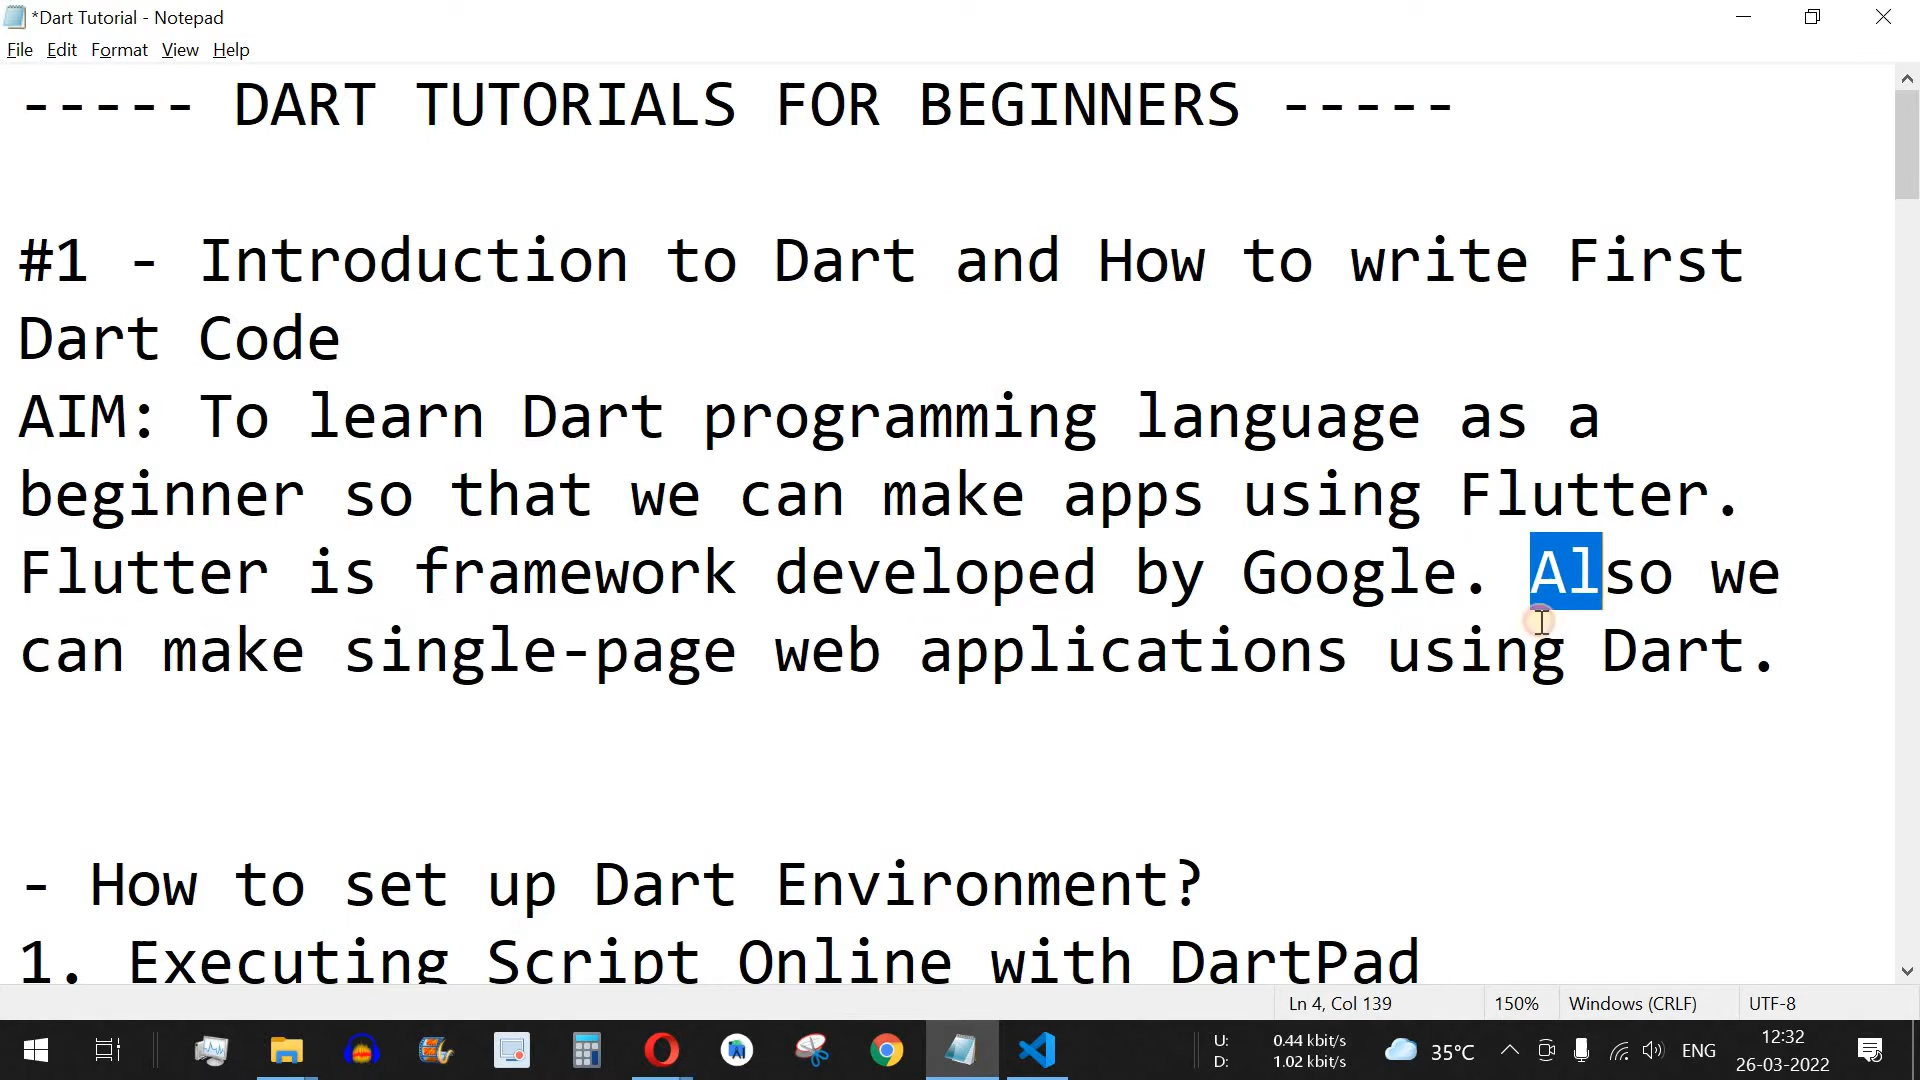 *Dart Tutorial - Notepad
File Edit Format View Help
----- DART TUTORIALS FOR BEGINNERS -----
#1 - Introduction to Dart and How to write First
Dart Code
AIM: To learn Dart programming language as a
beginner so that we can make apps using Flutter.
Flutter is framework developed by Google. Also we
can make single-page web applications using Dart.
- How to set up Dart Environment?
1. Executing Script Online with DartPad
Ln 4, Col 139 150% Windows (CRLF) UTF-8
U: 0.44 kbit/s
D: 1.02 kbit/s
35°C
ENG
12:32
26-03-2022